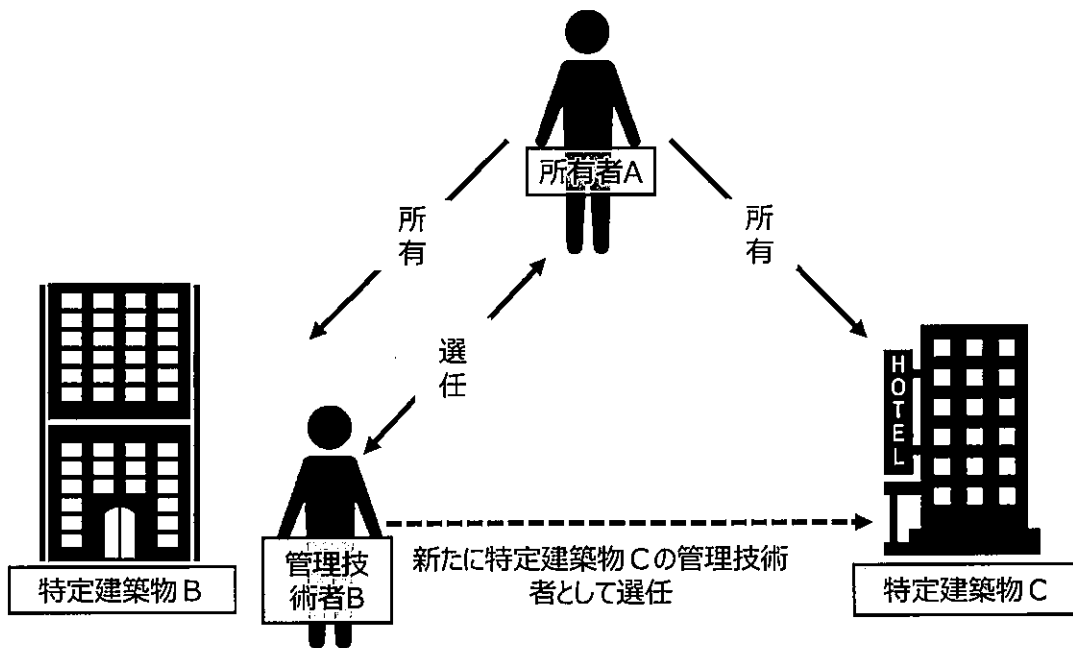 所有者A
所有
所有
選任
HOTEL
特定建築物B
管理技
術者B
新たに特定建築物Cの管理技術
者として選任
特定建築物C